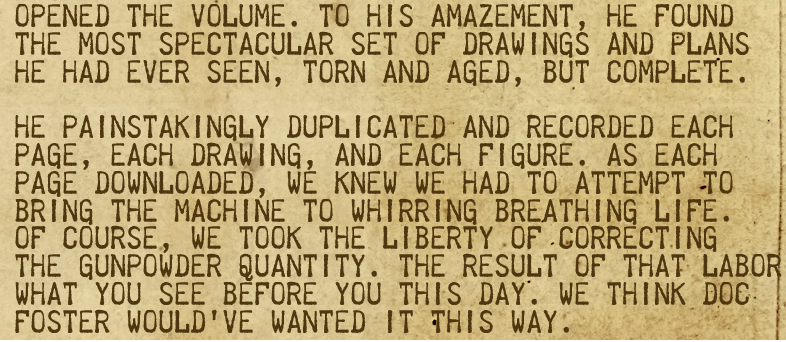 OPENED THE VOLUME. TO HIS AMAZEMENT, HE FOUND
THE MOST SPECTACULAR SET OF DRAWINGS AND PLANS
HE HAD EVER SEEN, TORN AND AGED, BUT COMPLETE.
HE PAINSTAKINGLY DUPLICATED AND RECORDED EACH
PAGE, EACH DRAWING, AND EACH FIGURE. AS EACH
PAGE DOWNLOADED, WE KNEW WE HAD TO ATTEMPT TO
BRING THE MACHINE TO WHIRRING BREATHING LIFE.
OF COURSE, WE TOOK THE LIBERTY OF CORRECTING
THE GUNPOWDER QUANTITY. THE RESULT OF THAT LABOR
WHAT YOU SEE BEFORE YOU THIS DAY. WE THINK DOC
FOSTER WOULD'VE WANTED IT THIS WAY.